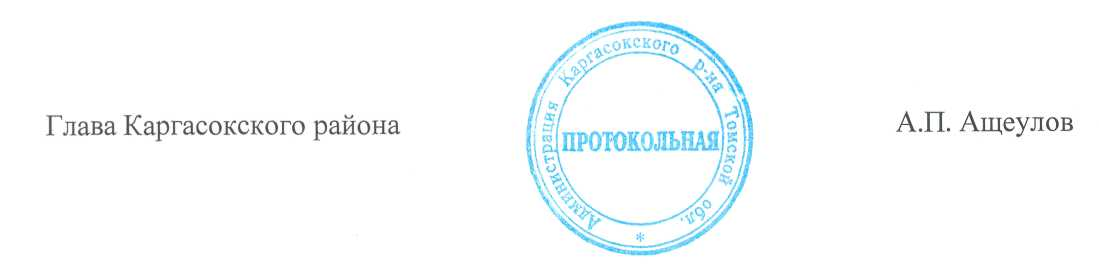 Глава Каргасокского района
Администрация Каргасокского р-на Томской обл. *
ПРОТОКОЛЬНАЯ
А.П. Ащеулов